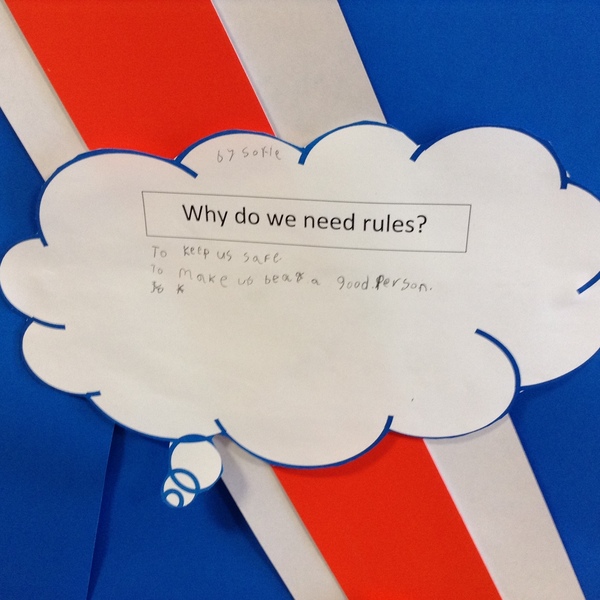 by Sofie
Why do we need rules?
To keep us safe
To make us bea a good person.